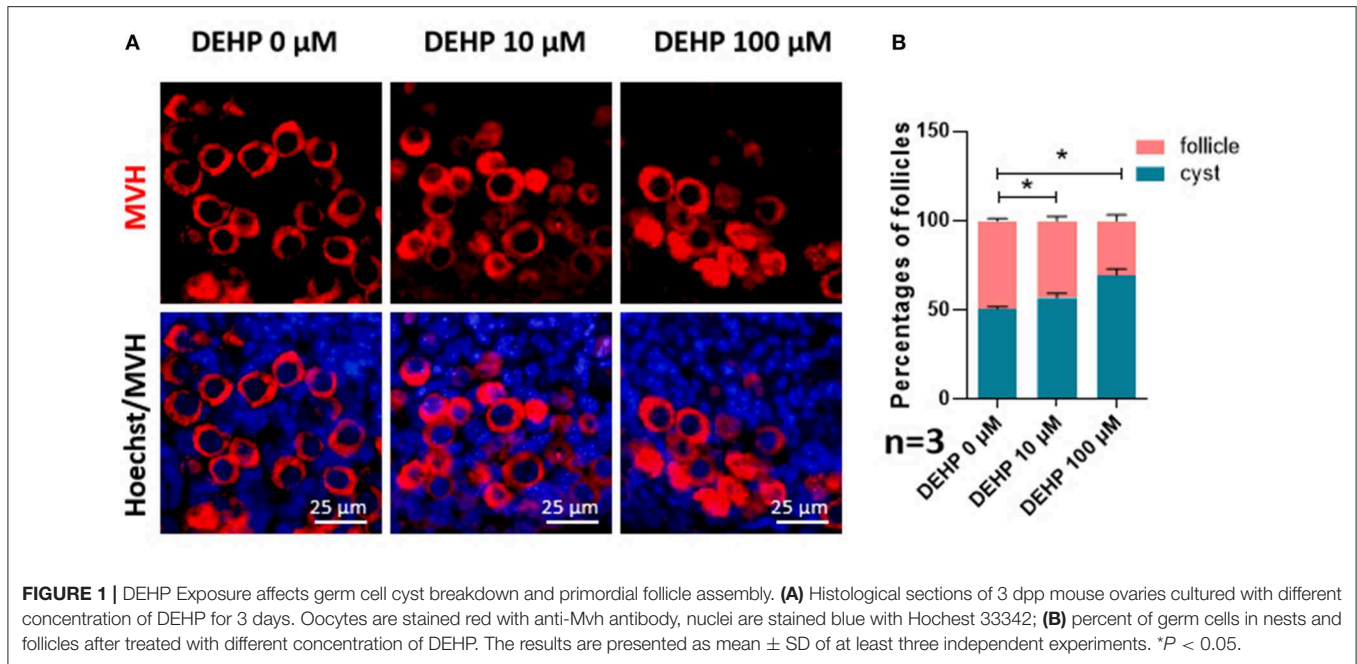 A
DEHP 0 µM
DEHP 10 µM
DEHP 100 µM
MVH
Hoechst/MVH
25 µm
25 µm
25 µm
B
Percentages of follicles
150
100
50
0
follicle
cyst
*
*
n=3
DEHP 0 µM
DEHP 10 µM
DEHP 100 µM
FIGURE 1 | DEHP Exposure affects germ cell cyst breakdown and primordial follicle assembly. (A) Histological sections of 3 dpp mouse ovaries cultured with different
concentration of DEHP for 3 days. Oocytes are stained red with anti-Mvh antibody, nuclei are stained blue with Hochest 33342; (B) percent of germ cells in nests and
follicles after treated with different concentration of DEHP. The results are presented as mean ± SD of at least three independent experiments. *P < 0.05.